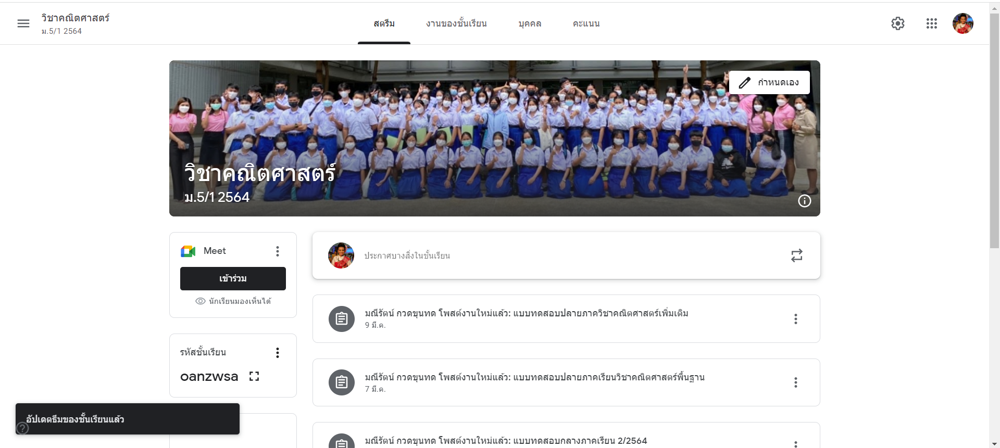 วิชาคณิตศาสตร์
ม.5/1 2564
สตรีม
งานของชั้นเรียน
บุคคล
คะแนน
กำหนดเอง
วิชาคณิตศาสตร์
ม.5/1 2564
Meet
เข้าร่วม
นักเรียนมองเห็นได้
รหัสชั้นเรียน
oanzwsa
ประกาศบางสิ่งในชั้นเรียน
มณีรัตน์ กวดขุนทด โพสต์งานใหม่แล้ว: แบบทดสอบปลายภาควิชาคณิตศาสตร์เพิ่มเติม
9 มี.ค.
มณีรัตน์ กวดขุนทด โพสต์งานใหม่แล้ว: แบบทดสอบปลายภาคเรียนวิชาคณิตศาสตร์พื้นฐาน
7 มี.ค.
มณีรัตน์ กวดขุนทด โพสต์งานใหม่แล้ว: แบบทดสอบกลางภาคเรียน 2/2564
อัปเดตธีมของชั้นเรียนแล้ว